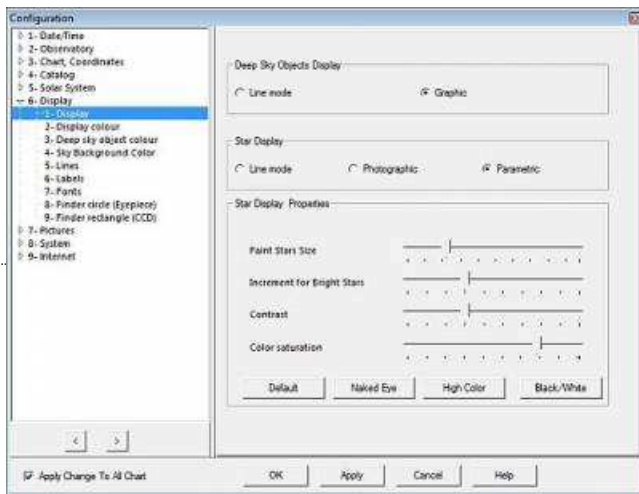 Configuration
1- Date/Time
2- Observatory
3- Chart, Coordinates
4- Catalog
5- Solar System
6- Display
1- Display
2- Display colour
3- Deep sky object colour
4- Sky Background Color
5- Lines
6- Labels
7- Fonts
8- Finder circle (Eyepiece)
9- Finder rectangle (CCD)
7- Pictures
8- System
9- Internet
< >
Deep Sky Objects Display
Line mode Graphic
Star Display
Line mode Photographic Parametric
Star Display Properties
Faint Stars Size
Increment for Bright Stars
Contrast
Color saturation
Default Naked Eye High Color Black/White
Apply Change To All Chart OK Apply Cancel Help